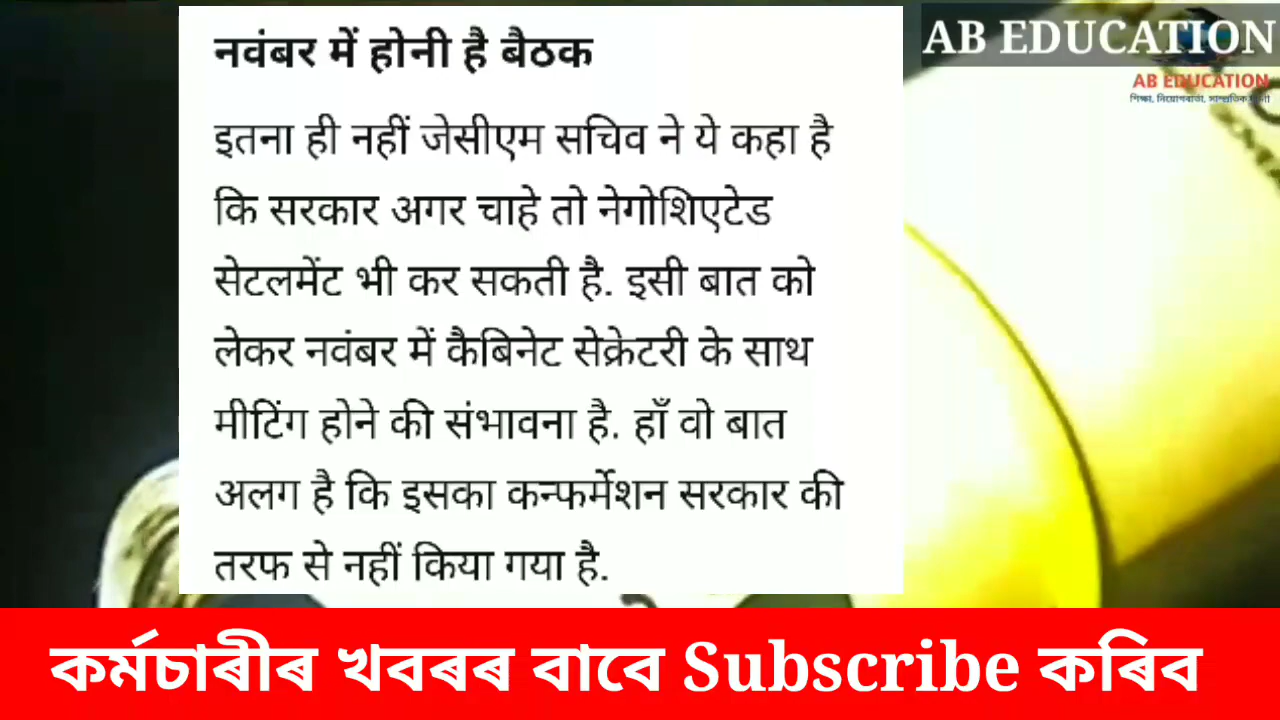 AB EDUCATION
AB EDUCATION
শিক্ষা, নিয়োগবাৰ্তা, সাম্প্ৰতিক
नवंबर में होनी है बैठक
इतना ही नहीं जेसीएम सचिव ने ये कहा है
कि सरकार अगर चाहे तो नेगोशिएटेड
सेटलमेंट भी कर सकती है. इसी बात को
लेकर नवंबर में कैबिनेट सेक्रेटरी के साथ
मीटिंग होने की संभावना है. हाँ वो बात
अलग है कि इसका कन्फर्मेशन सरकार की
तरफ से नहीं किया गया है.
কৰ্মচাৰীৰ খবৰৰ বাবে Subscribe কৰিব